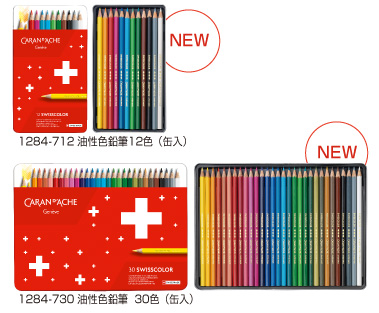 CARAN D'ACHE
Genève
SWISSCOLOR
NEW
1284-712 油性色鉛筆12色（缶入）
NEW
CARAN D'ACHE
Genève
30 SWISSCOLOR
1284-730 油性色鉛筆 30色（缶入）